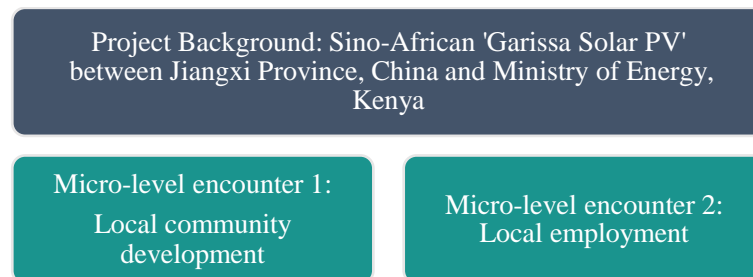 Project Background: Sino-African 'Garissa Solar PV'
between Jiangxi Province, China and Ministry of Energy,
Kenya
Micro-level encounter 1:
Local community
development
Micro-level encounter 2:
Local employment